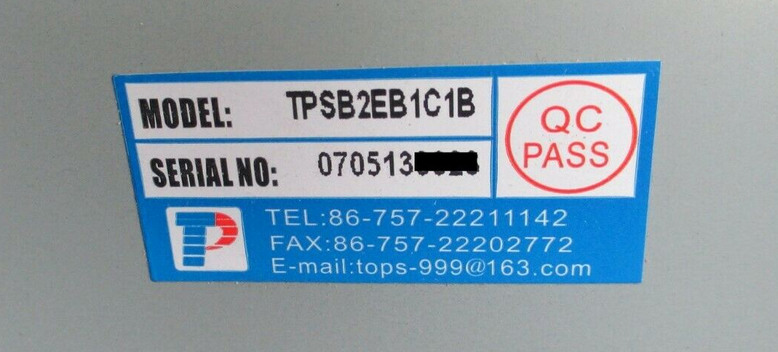 MODEL: TPSB2EB1C1B
QC
PASS
SERIAL NO: 070513
TP
TEL:86-757-22211142
FAX:86-757-22202772
E-mail:tops-999@163.com